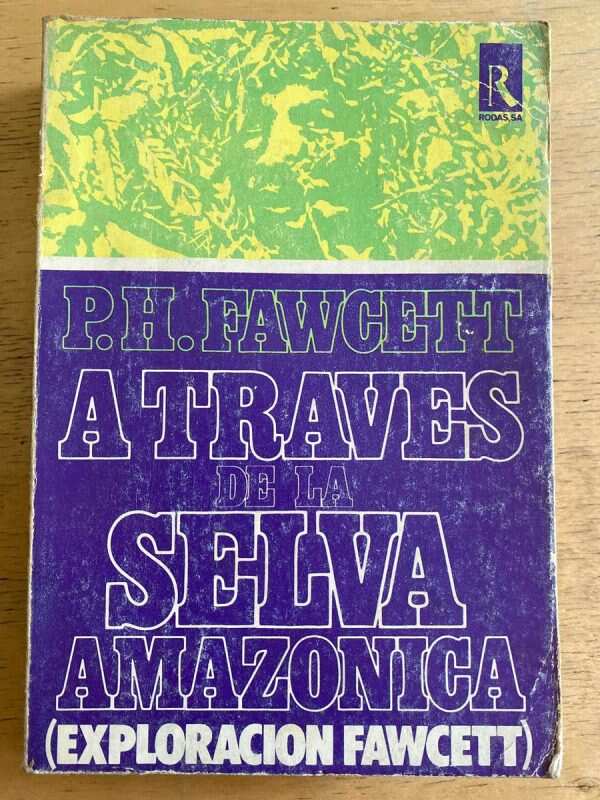 R
RODAS, SA
P.H. FAWCETT
A TRAVES
DE LA
SELVA
AMAZONICA
(EXPLORACION FAWCETT)